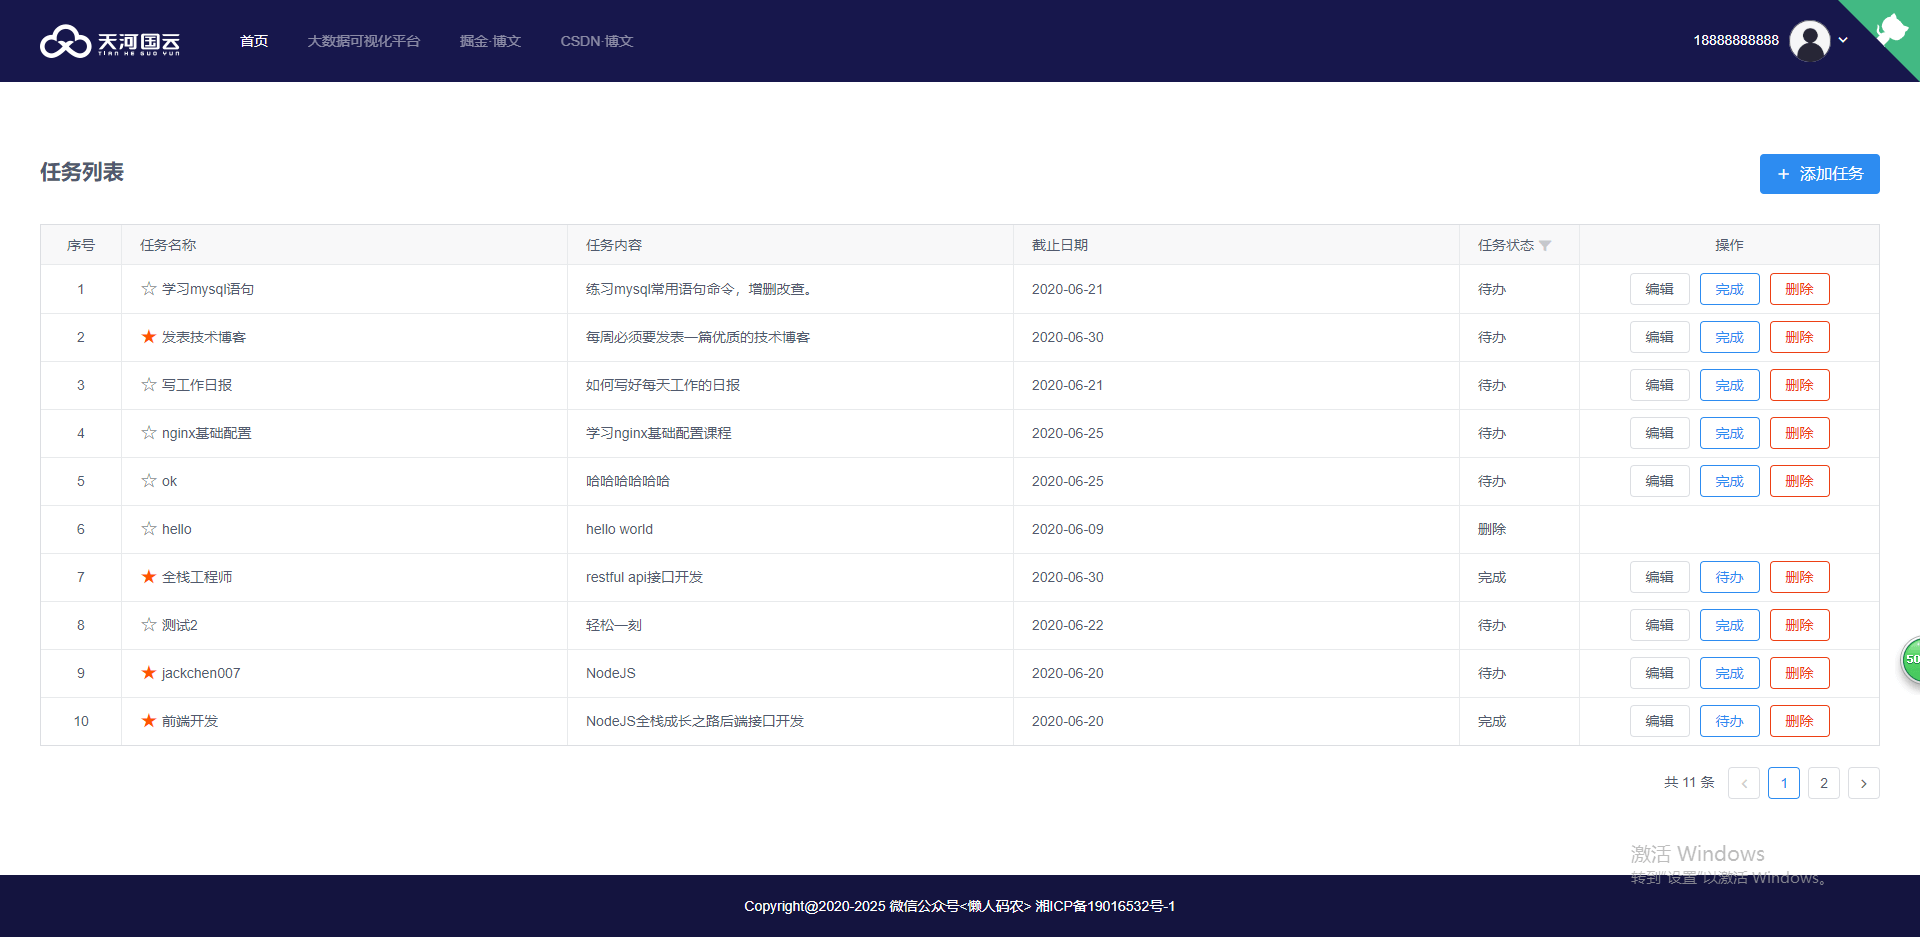 天河国云 首页 大数据可视化平台 掘金·博文 CSDN·博文 18888888888
TIAN HE GUO YUN
任务列表 + 添加任务
序号 任务名称 任务内容 截止日期 任务状态 操作
1 ☆ 学习mysql语句 练习mysql常用语句命令，增删改查。 2020-06-21 待办 编辑 完成 删除
2 ★ 发表技术博客 每周必须要发表一篇优质的技术博客 2020-06-30 待办 编辑 完成 删除
3 ☆ 写工作日报 如何写好每天工作的日报 2020-06-21 待办 编辑 完成 删除
4 ☆ nginx基础配置 学习nginx基础配置课程 2020-06-25 待办 编辑 完成 删除
5 ☆ ok 哈哈哈哈哈哈 2020-06-25 待办 编辑 完成 删除
6 ☆ hello hello world 2020-06-09 删除
7 ★ 全栈工程师 restful api接口开发 2020-06-30 完成 编辑 待办 删除
8 ☆ 测试2 轻松一刻 2020-06-22 待办 编辑 完成 删除
9 ★ jackchen007 NodeJS 2020-06-20 待办 编辑 完成 删除
10 ★ 前端开发 NodeJS全栈成长之路后端接口开发 2020-06-20 完成 编辑 待办 删除
50
共 11 条 < 1 2 >
激活 Windows
转到"设置"以激活 Windows。
Copyright@2020-2025 微信公众号<懒人码农> 湘ICP备19016532号-1